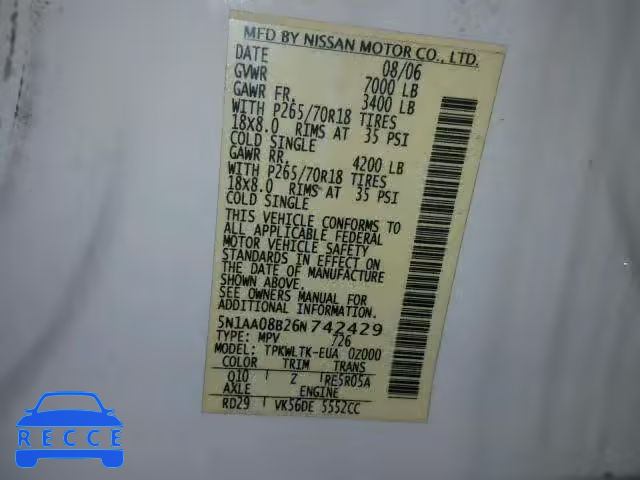 MFD BY NISSAN MOTOR CO., LTD.
DATE 08/06
GVWR 7000 LB
GAWR FR. 3400 LB
WITH P265/70R18 TIRES
18X8.0 RIMS AT 35 PSI
COLD SINGLE
GAWR RR. 4200 LB
WITH P265/70R18 TIRES
18X8.0 RIMS AT 35 PSI
COLD SINGLE
THIS VEHICLE CONFORMS TO
ALL APPLICABLE FEDERAL
MOTOR VEHICLE SAFETY
STANDARDS IN EFFECT ON
THE DATE OF MANUFACTURE
SHOWN ABOVE.
SEE OWNERS MANUAL FOR
ADDITIONAL INFORMATION
5N1AA08B26N742429
TYPE: MPV 726
MODEL: TPKWLTK-EUA 0Z000
COLOR TRIM TRANS
Q10 Z RE5R05A
AXLE ENGINE
RD29 VK56DE 5552CC
RECCE